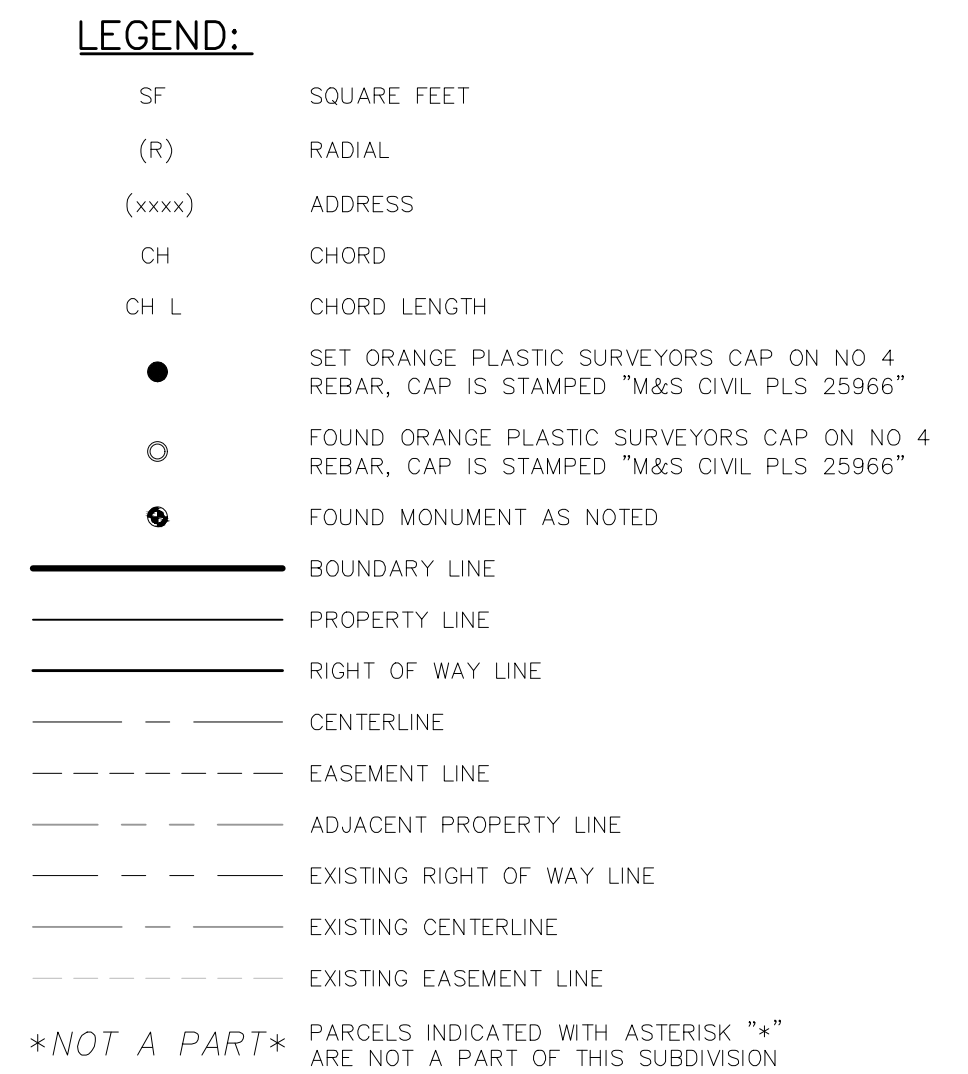 LEGEND:
SF SQUARE FEET
(R) RADIAL
(xxxx) ADDRESS
CH CHORD
CH L CHORD LENGTH
SET ORANGE PLASTIC SURVEYORS CAP ON NO 4
REBAR, CAP IS STAMPED "M&S CIVIL PLS 25966"
FOUND ORANGE PLASTIC SURVEYORS CAP ON NO 4
REBAR, CAP IS STAMPED "M&S CIVIL PLS 25966"
FOUND MONUMENT AS NOTED
BOUNDARY LINE
PROPERTY LINE
RIGHT OF WAY LINE
CENTERLINE
EASEMENT LINE
ADJACENT PROPERTY LINE
EXISTING RIGHT OF WAY LINE
EXISTING CENTERLINE
EXISTING EASEMENT LINE
*NOT A PART* PARCELS INDICATED WITH ASTERISK "*"
ARE NOT A PART OF THIS SUBDIVISION